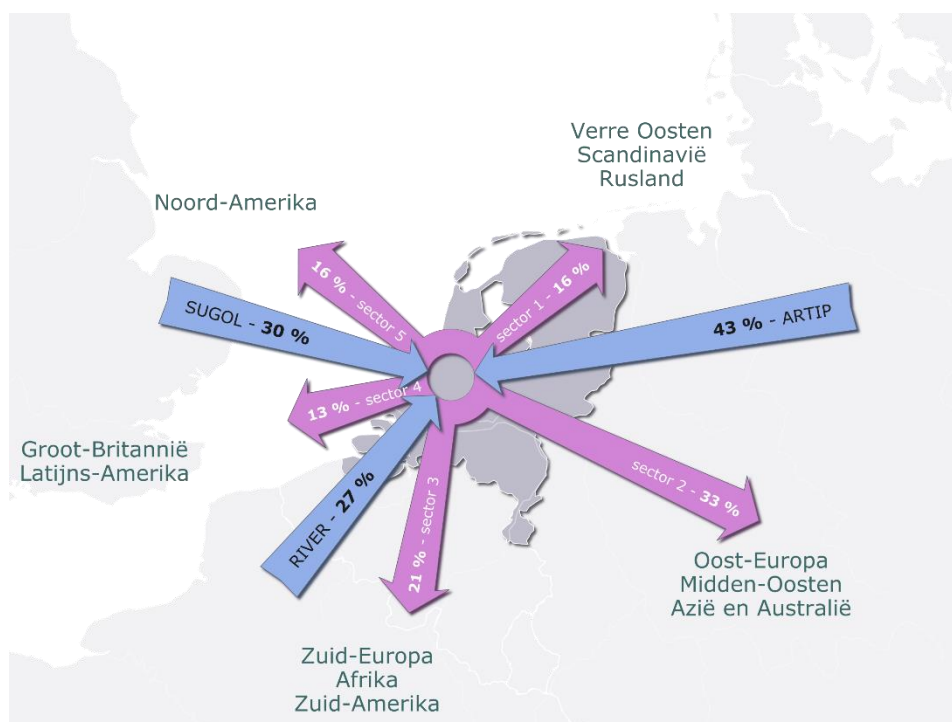 Verre Oosten
Scandinavië
Rusland
Noord-Amerika
16 % - sector 5
sector 1 - 16 %
SUGOL - 30 %
43 % - ARTIP
13 % - sector 4
Groot-Britannië
Latijns-Amerika
RIVER - 27 %
21 % - sector 3
sector 2 - 33 %
Oost-Europa
Midden-Oosten
Azië en Australië
Zuid-Europa
Afrika
Zuid-Amerika